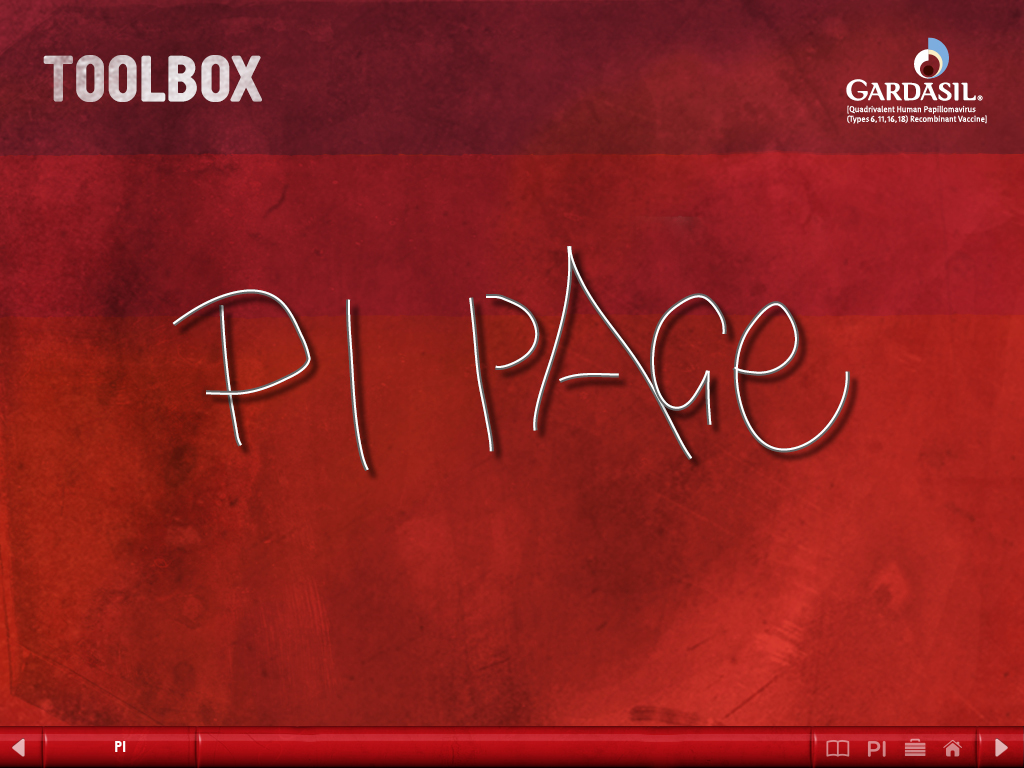 TOOLBOX
GARDASIL®
[Quadrivalent Human Papillomavirus
(Types 6, 11, 16, 18) Recombinant Vaccine]
PI PAGe
PI
PI